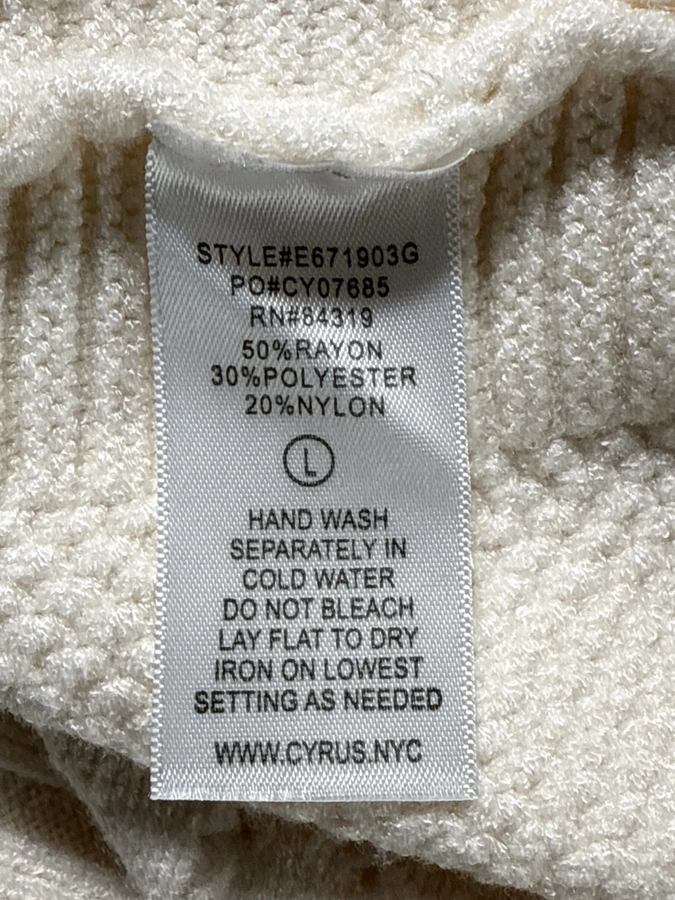 STYLE#E671903G
PO#CY07685
RN#84319
50%RAYON
30%POLYESTER
20%NYLON
L
HAND WASH
SEPARATELY IN
COLD WATER
DO NOT BLEACH
LAY FLAT TO DRY
IRON ON LOWEST
SETTING AS NEEDED
WWW.CYRUS.NYC